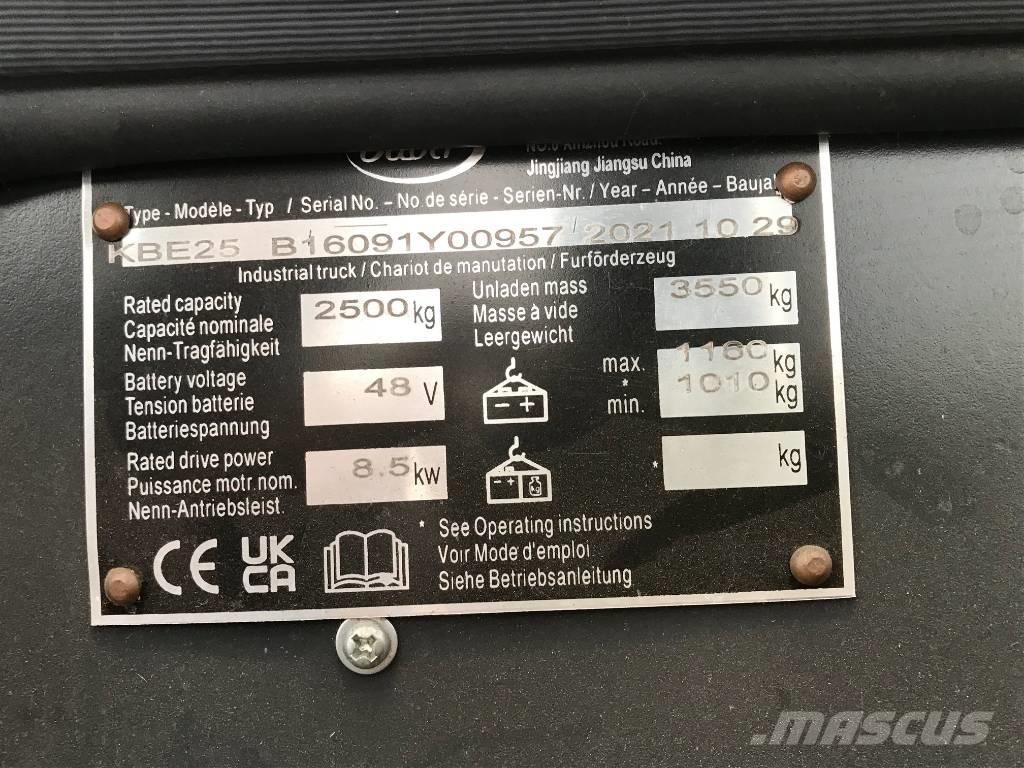 Jingjiang Jiangsu China
Type - Modèle - Typ / Serial No. - No de série - Serien-Nr. / Year - Année - Baujahr
KBE25 B16091Y00957 2021 10 29
Industrial truck / Chariot de manutation / Furförderzeug
Rated capacity
Capacité nominale
Nenn-Tragfähigkeit
2500 kg
Unladen mass
Masse à vide
Leergewicht
3550 kg
Battery voltage
Tension batterie
Batteriespannung
48 V
max. 1160 kg
*
min. 1010 kg
Rated drive power
Puissance motr. nom.
Nenn-Antriebsleist.
8.5 kw
* kg
* See Operating instructions
Voir Mode d'emploi
Siehe Betriebsanleitung
CE
UK
CA
MASCUS